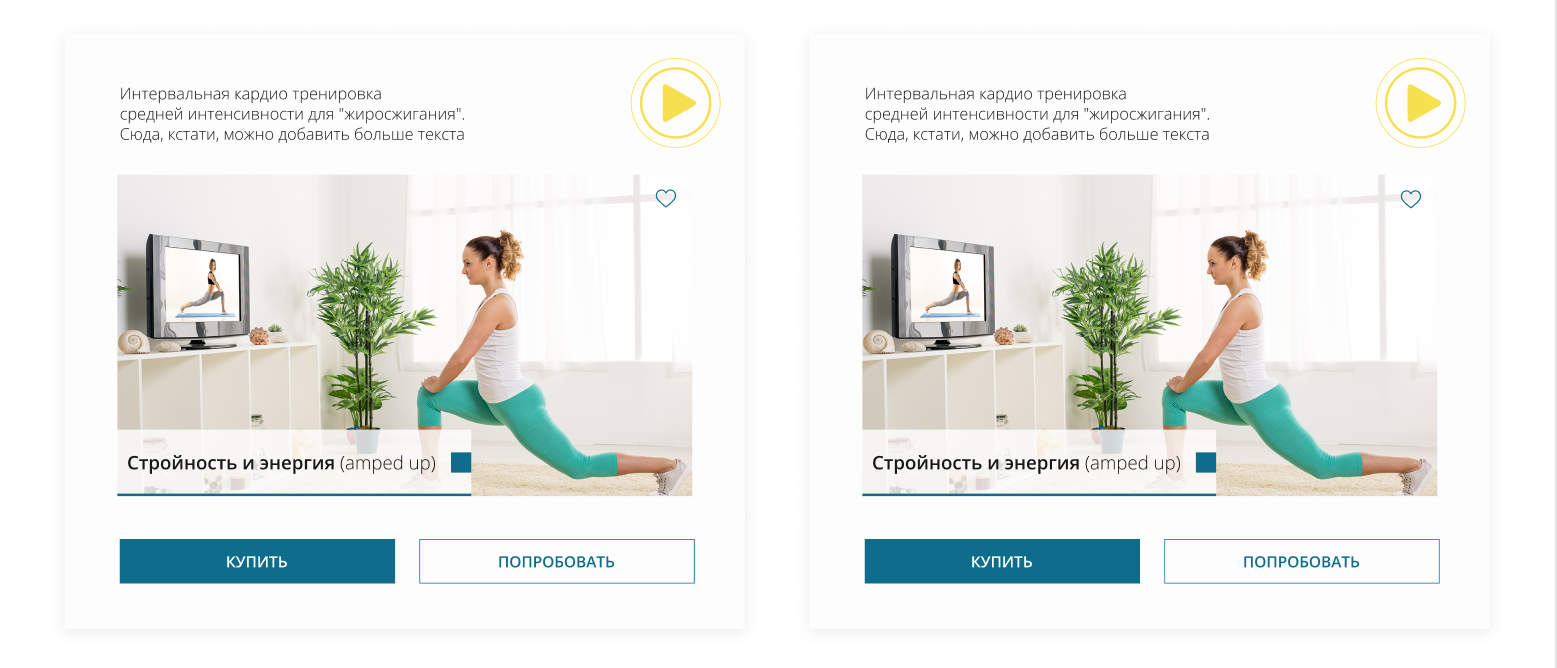 Интервальная кардио тренировка
средней интенсивности для "жиросжигания".
Сюда, кстати, можно добавить больше текста
Стройность и энергия (amped up)
КУПИТЬ
ПОПРОБОВАТЬ
Интервальная кардио тренировка
средней интенсивности для "жиросжигания".
Сюда, кстати, можно добавить больше текста
Стройность и энергия (amped up)
КУПИТЬ
ПОПРОБОВАТЬ